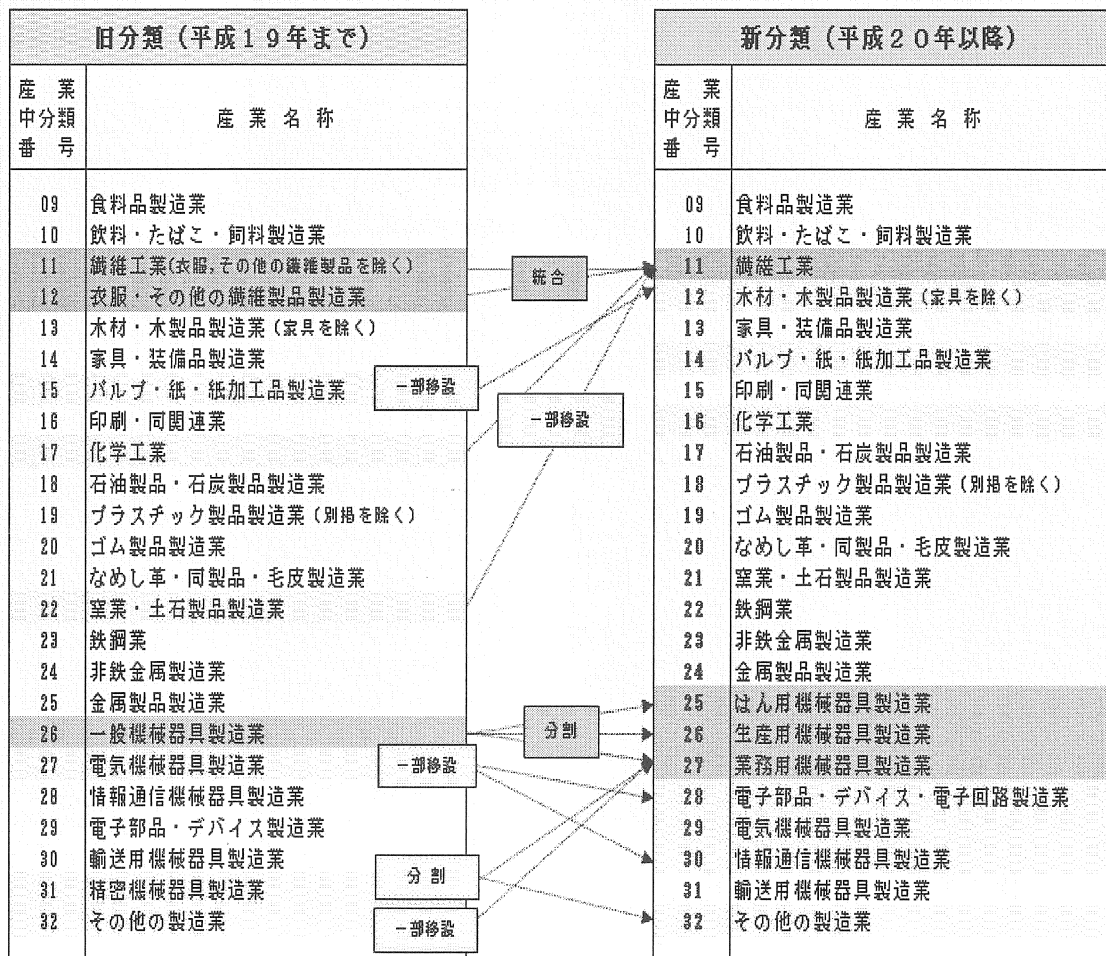 旧分類（平成１９年まで）
産業中分類番号
産業名称
09 食料品製造業
10 飲料・たばこ・飼料製造業
11 繊維工業(衣服,その他の繊維製品を除く)
12 衣服・その他の繊維製品製造業
13 木材・木製品製造業（家具を除く）
14 家具・装備品製造業
15 パルプ・紙・紙加工品製造業
16 印刷・同関連業
17 化学工業
18 石油製品・石炭製品製造業
19 プラスチック製品製造業（別掲を除く）
20 ゴム製品製造業
21 なめし革・同製品・毛皮製造業
22 窯業・土石製品製造業
23 鉄鋼業
24 非鉄金属製造業
25 金属製品製造業
26 一般機械器具製造業
27 電気機械器具製造業
28 情報通信機械器具製造業
29 電子部品・デバイス製造業
30 輸送用機械器具製造業
31 精密機械器具製造業
32 その他の製造業
統合
一部移設
一部移設
分割
一部移設
分割
一部移設
新分類（平成２０年以降）
産業中分類番号
産業名称
09 食料品製造業
10 飲料・たばこ・飼料製造業
11 繊維工業
12 木材・木製品製造業（家具を除く）
13 家具・装備品製造業
14 パルプ・紙・紙加工品製造業
15 印刷・同関連業
16 化学工業
17 石油製品・石炭製品製造業
18 プラスチック製品製造業（別掲を除く）
19 ゴム製品製造業
20 なめし革・同製品・毛皮製造業
21 窯業・土石製品製造業
22 鉄鋼業
23 非鉄金属製造業
24 金属製品製造業
25 はん用機械器具製造業
26 生産用機械器具製造業
27 業務用機械器具製造業
28 電子部品・デバイス・電子回路製造業
29 電気機械器具製造業
30 情報通信機械器具製造業
31 輸送用機械器具製造業
32 その他の製造業